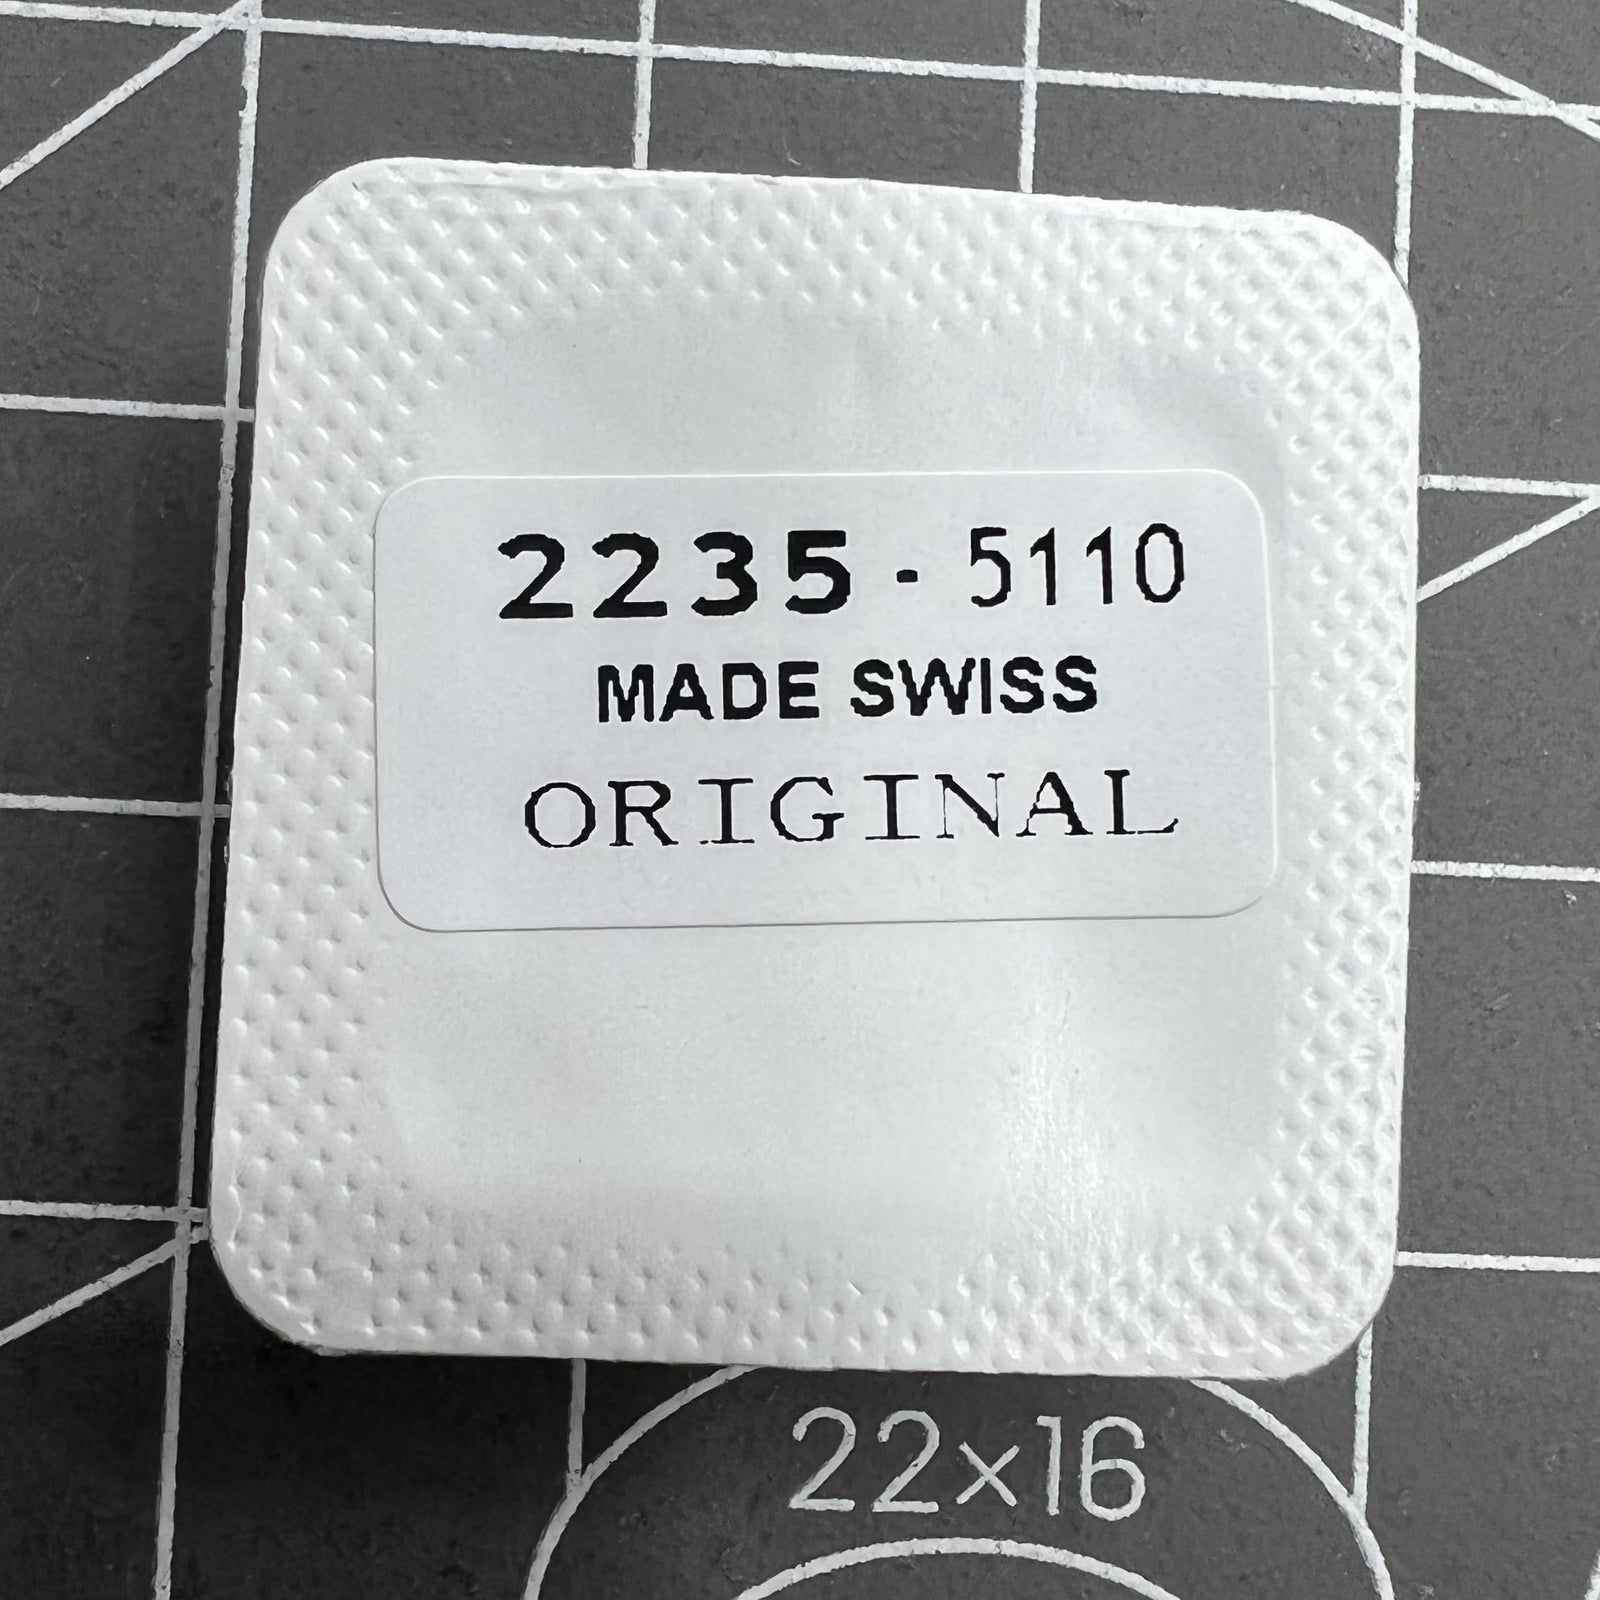 2235 - 5110
MADE SWISS
ORIGINAL
22×16